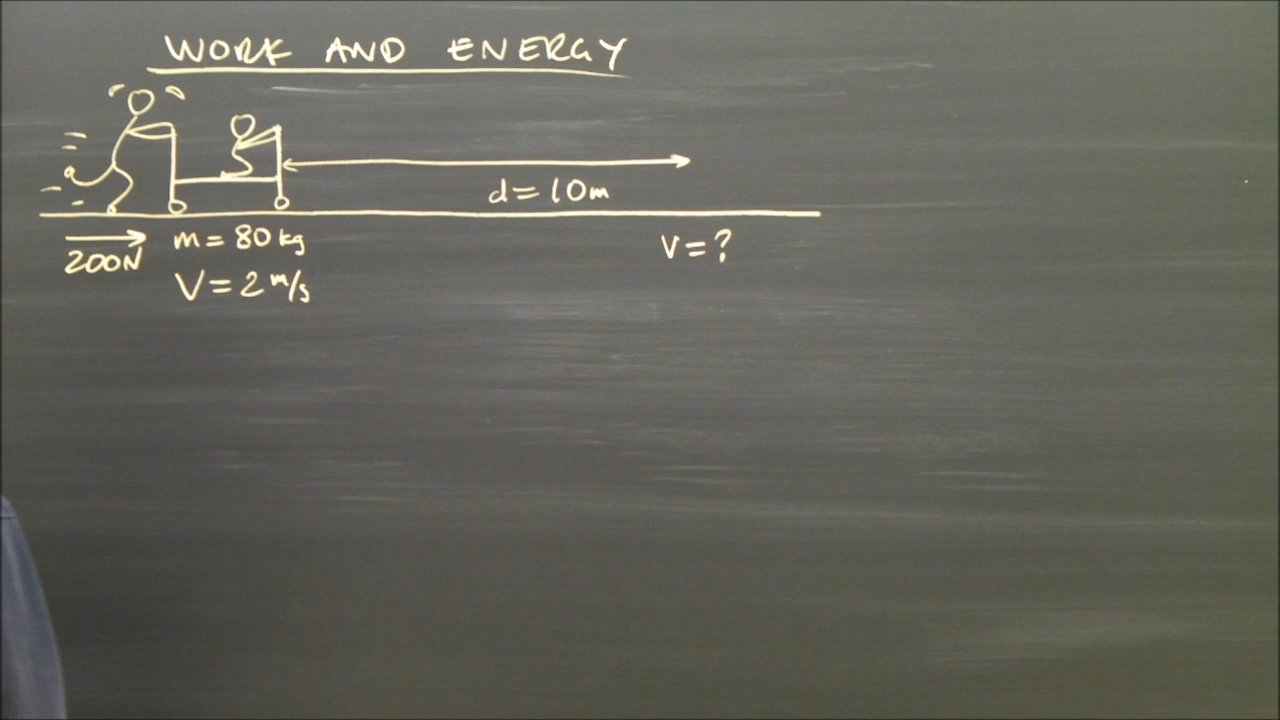 WORK AND ENERGY
d = 10m
200N
m = 80 kg
V = 2 m/s
V = ?